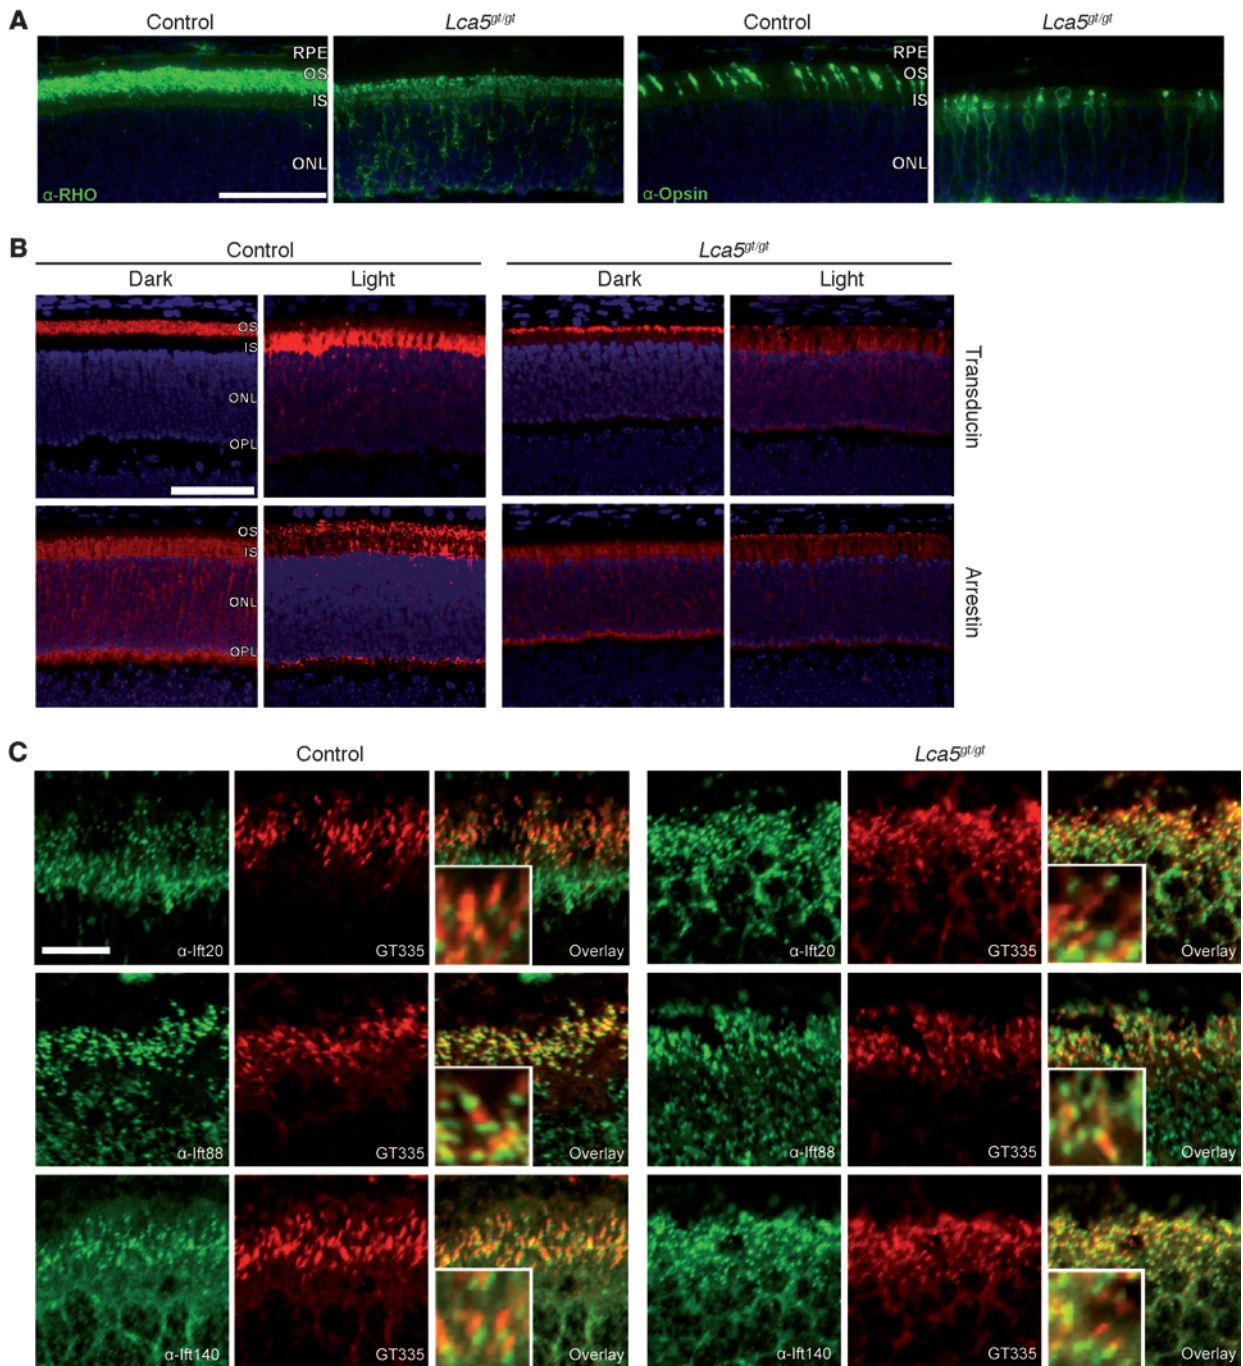 A
Control
Lca5gt/gt
Control
Lca5gt/gt
RPE
OS
IS
ONL
α-RHO
RPE
OS
IS
ONL
α-Opsin
B
Control
Lca5gt/gt
Dark
Light
Dark
Light
OS
IS
ONL
OPL
Transducin
OS
IS
ONL
OPL
Arrestin
C
Control
Lca5gt/gt
α-Ift20
GT335
Overlay
α-Ift20
GT335
Overlay
α-Ift88
GT335
Overlay
α-Ift88
GT335
Overlay
α-Ift140
GT335
Overlay
α-Ift140
GT335
Overlay